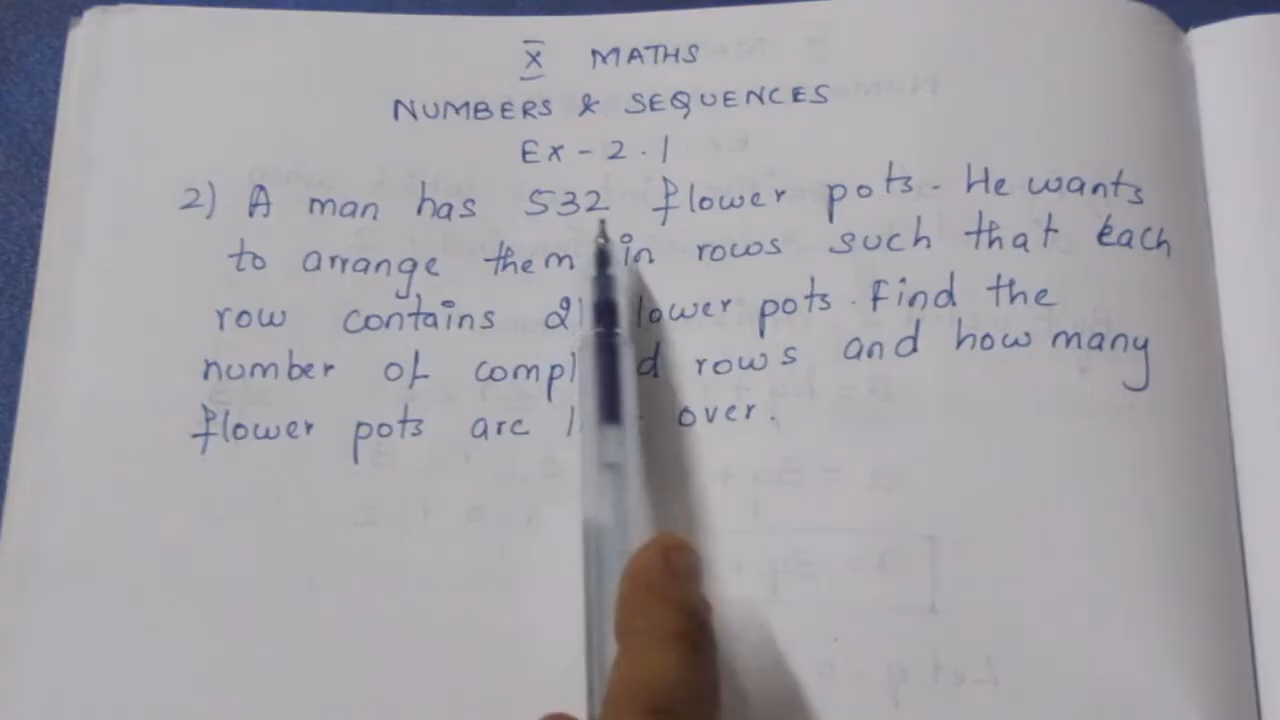 X MATHS
NUMBERS & SEQUENCES
Ex - 2.1
2) A man has 532 flower pots. He wants
to arrange them in rows such that each
row contains 21 lower pots. Find the
number of compl d rows and how many
flower pots are l over.